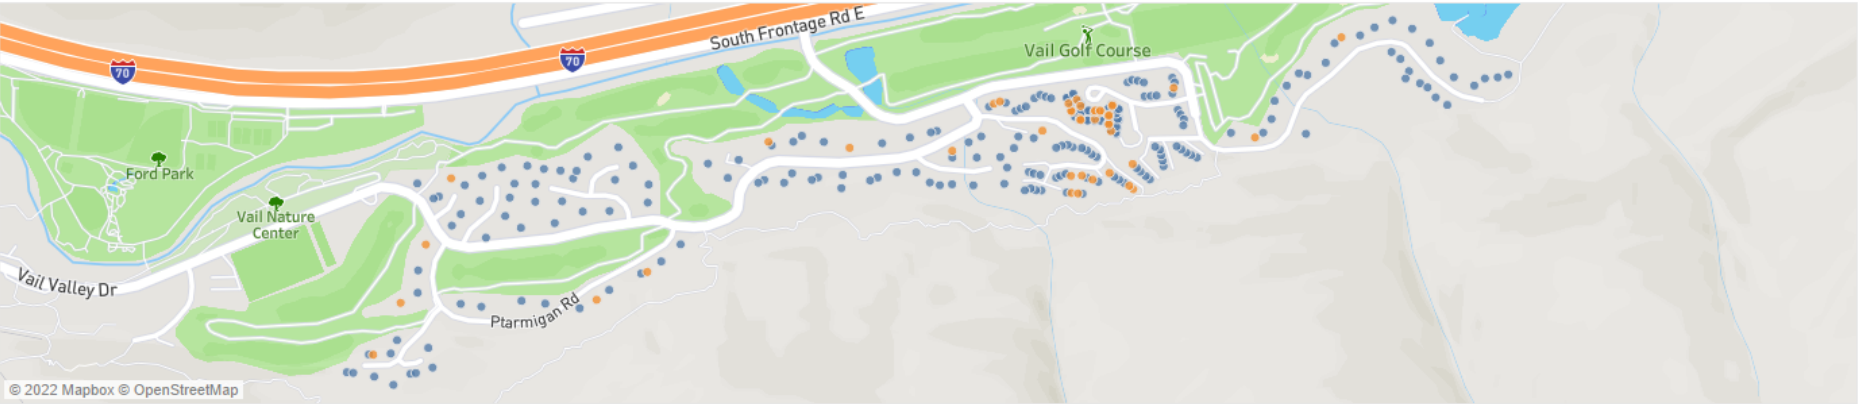 South Frontage Rd E
70
70
Vail Golf Course
Ford Park
Vail Nature
Center
Vail Valley Dr
Ptarmigan Rd
© 2022 Mapbox © OpenStreetMap